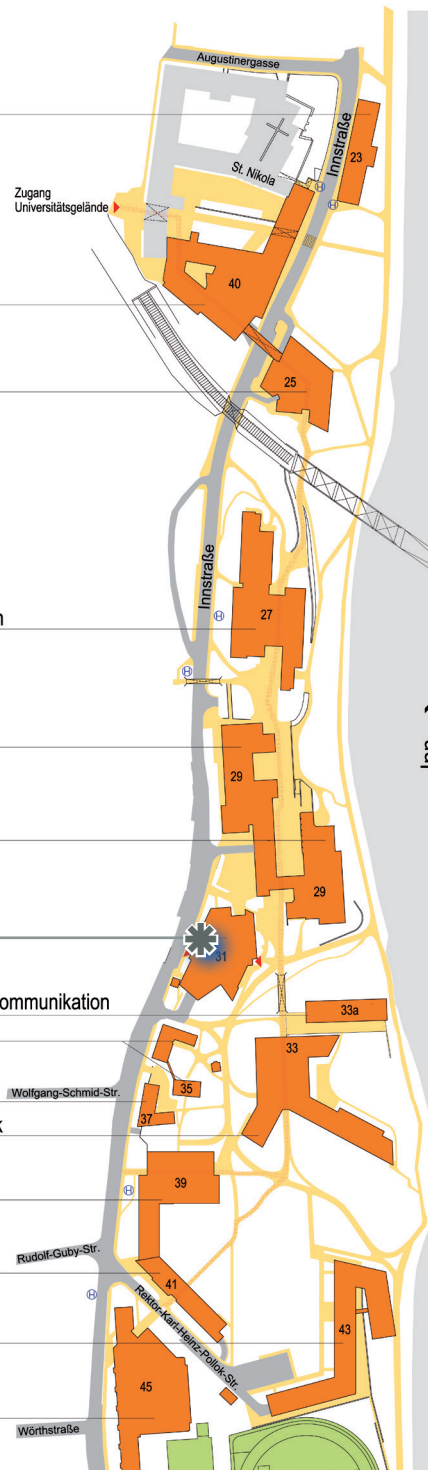 Augustinergasse
Innstraße
23
St. Nikola
H
Zugang
Universitätsgelände
H
40
25
Innstraße
27
H
n
H
Inn
29
29
31
ommunikation
33a
33
35
Wolfgang-Schmid-Str.
37
k
39
H
Rudolf-Guby-Str.
41
H
Rektor-Karl-Heinz-Pollok-Str.
43
45
Wörthstraße